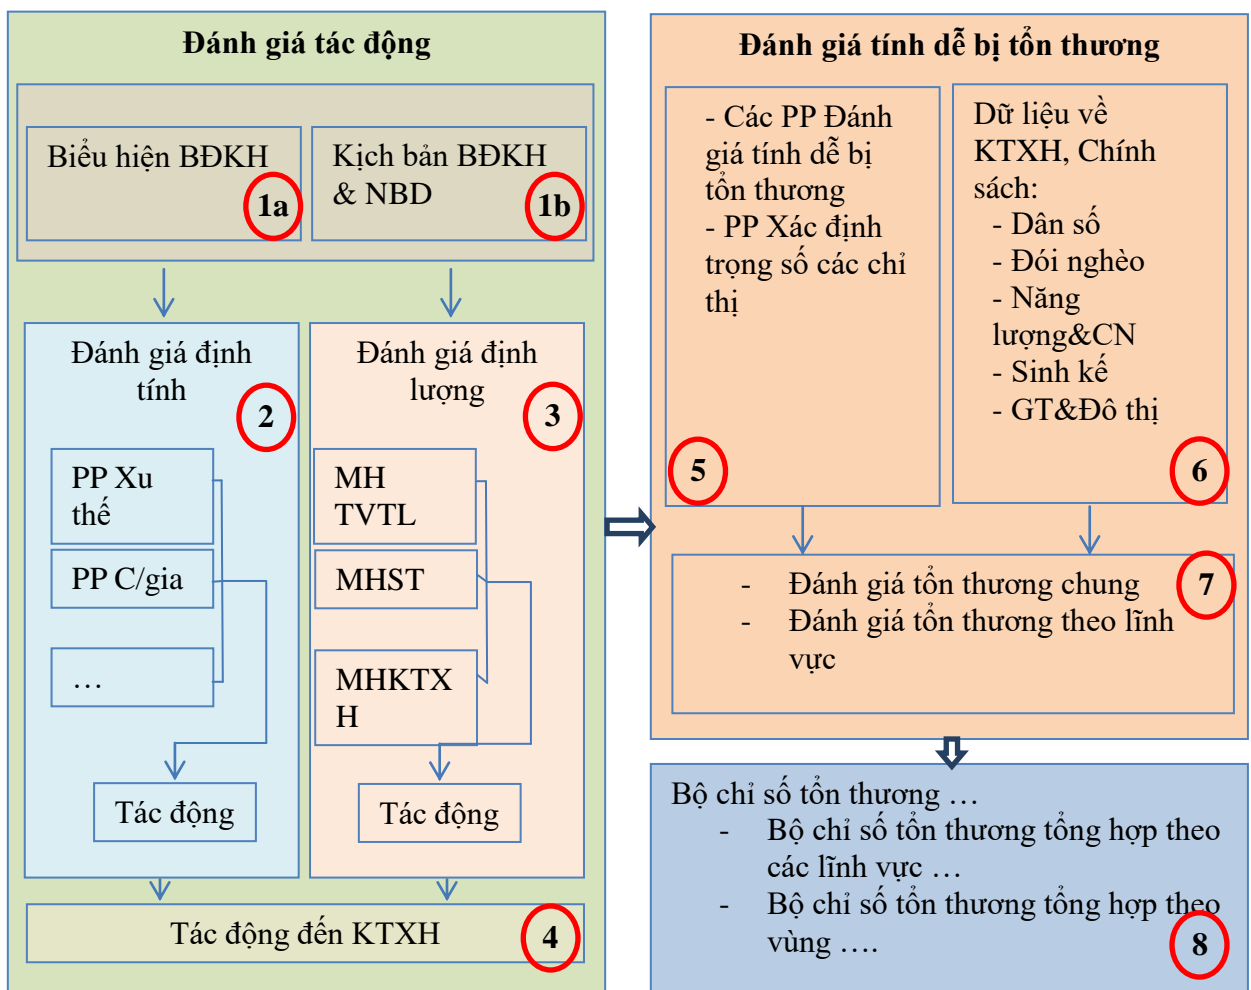 Đánh giá tác động
Biểu hiện BĐKH
1a
Kịch bản BĐKH
& NBD
1b
Đánh giá định
tính
2
PP Xu
thế
PP C/gia
…
Tác động
Đánh giá định
lượng
3
MH
TVTL
MHST
MHKTX
H
Tác động
Tác động đến KTXH
4
Đánh giá tính dễ bị tổn thương
- Các PP Đánh
giá tính dễ bị
tổn thương
- PP Xác định
trọng số các chỉ
thị
5
Dữ liệu về
KTXH, Chính
sách:
- Dân số
- Đói nghèo
- Năng
lượng&CN
- Sinh kế
- GT&Đô thị
6
- Đánh giá tổn thương chung
- Đánh giá tổn thương theo lĩnh
vực
7
Bộ chỉ số tổn thương …
- Bộ chỉ số tổn thương tổng hợp theo
các lĩnh vực …
- Bộ chỉ số tổn thương tổng hợp theo
vùng ….
8